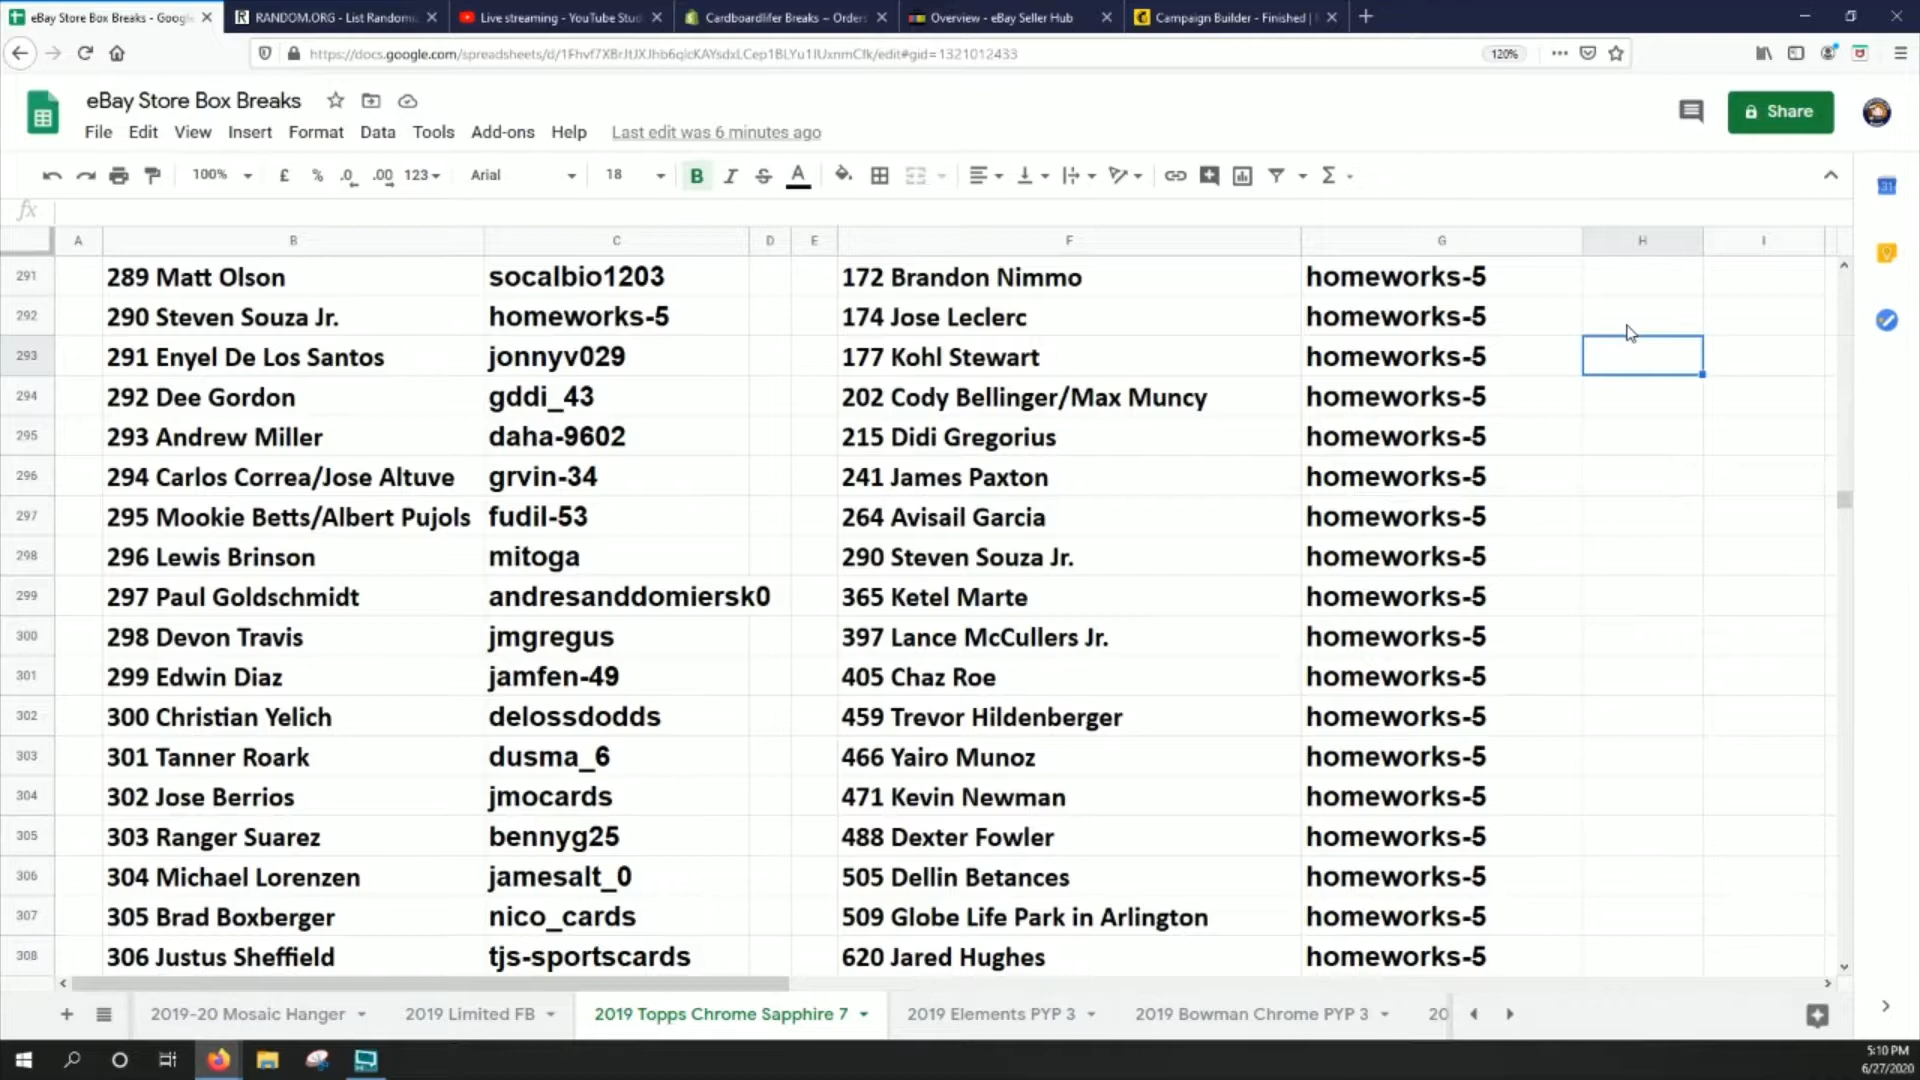 eBay Store Box Breaks - Google
RANDOM.ORG - List Randomi
Live streaming - YouTube Stud
Cardboardlifer Breaks – Orders
Overview - eBay Seller Hub
Campaign Builder - Finished |
120%
eBay Store Box Breaks
File Edit View Insert Format Data Tools Add-ons Help Last edit was 6 minutes ago
Share
100% £ % .0 .00 123 Arial 18 B I S A Σ
fx
A B C D E F G H I
291 289 Matt Olson socalbio1203 172 Brandon Nimmo homeworks-5
292 290 Steven Souza Jr. homeworks-5 174 Jose Leclerc homeworks-5
293 291 Enyel De Los Santos jonnyv029 177 Kohl Stewart homeworks-5
294 292 Dee Gordon gddi_43 202 Cody Bellinger/Max Muncy homeworks-5
295 293 Andrew Miller daha-9602 215 Didi Gregorius homeworks-5
296 294 Carlos Correa/Jose Altuve grvin-34 241 James Paxton homeworks-5
297 295 Mookie Betts/Albert Pujols fudil-53 264 Avisail Garcia homeworks-5
298 296 Lewis Brinson mitoga 290 Steven Souza Jr. homeworks-5
299 297 Paul Goldschmidt andresanddomiersk0 365 Ketel Marte homeworks-5
300 298 Devon Travis jmgregus 397 Lance McCullers Jr. homeworks-5
301 299 Edwin Diaz jamfen-49 405 Chaz Roe homeworks-5
302 300 Christian Yelich delossdodds 459 Trevor Hildenberger homeworks-5
303 301 Tanner Roark dusma_6 466 Yairo Munoz homeworks-5
304 302 Jose Berrios jmocards 471 Kevin Newman homeworks-5
305 303 Ranger Suarez bennyg25 488 Dexter Fowler homeworks-5
306 304 Michael Lorenzen jamesalt_0 505 Dellin Betances homeworks-5
307 305 Brad Boxberger nico_cards 509 Globe Life Park in Arlington homeworks-5
308 306 Justus Sheffield tjs-sportscards 620 Jared Hughes homeworks-5
2019-20 Mosaic Hanger 2019 Limited FB 2019 Topps Chrome Sapphire 7 2019 Elements PYP 3 2019 Bowman Chrome PYP 3 20
5:10 PM
6/27/2020